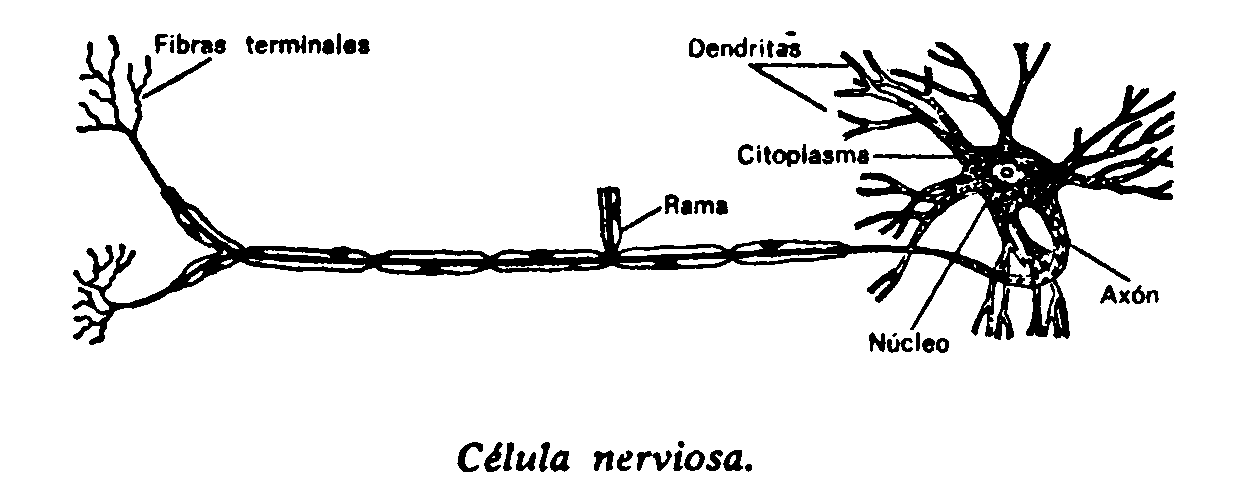 Fibras terminales
Dendritas
Citoplasma
Rama
Axón
Núcleo
Célula nerviosa.